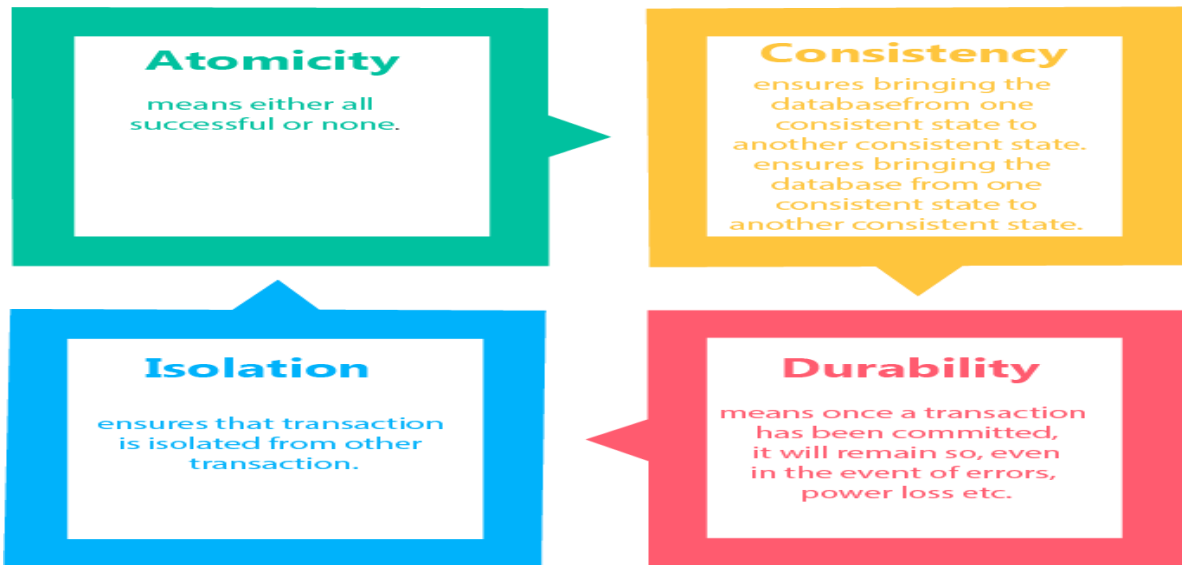 Atomicity
means either all
successful or none.
Consistency
ensures bringing the
databasefrom one
consistent state to
another consistent state.
ensures bringing the
database from one
consistent state to
another consistent state.
Isolation
ensures that transaction
is isolated from other
transaction.
Durability
means once a transaction
has been committed,
it will remain so, even
in the event of errors,
power loss etc.